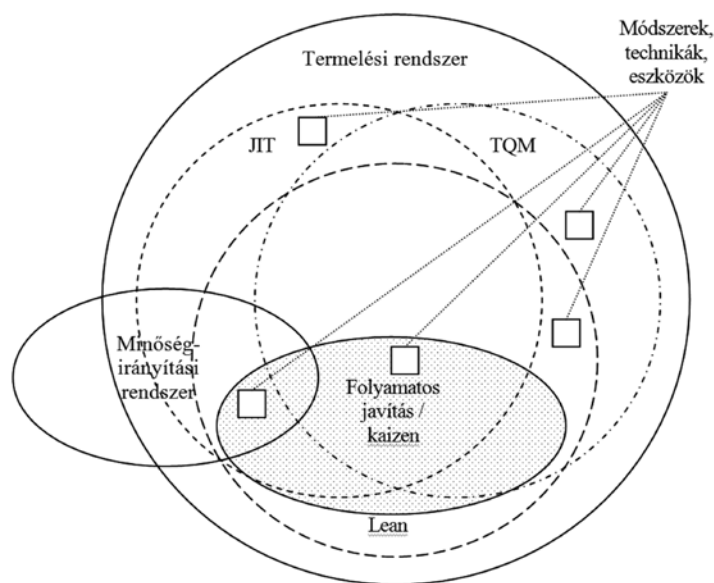 Módszerek,
technikák,
eszközök
Termelési rendszer
JIT
TQM
Minőség-
irányítási
rendszer
Folyamatos
javítás /
kaizen
Lean